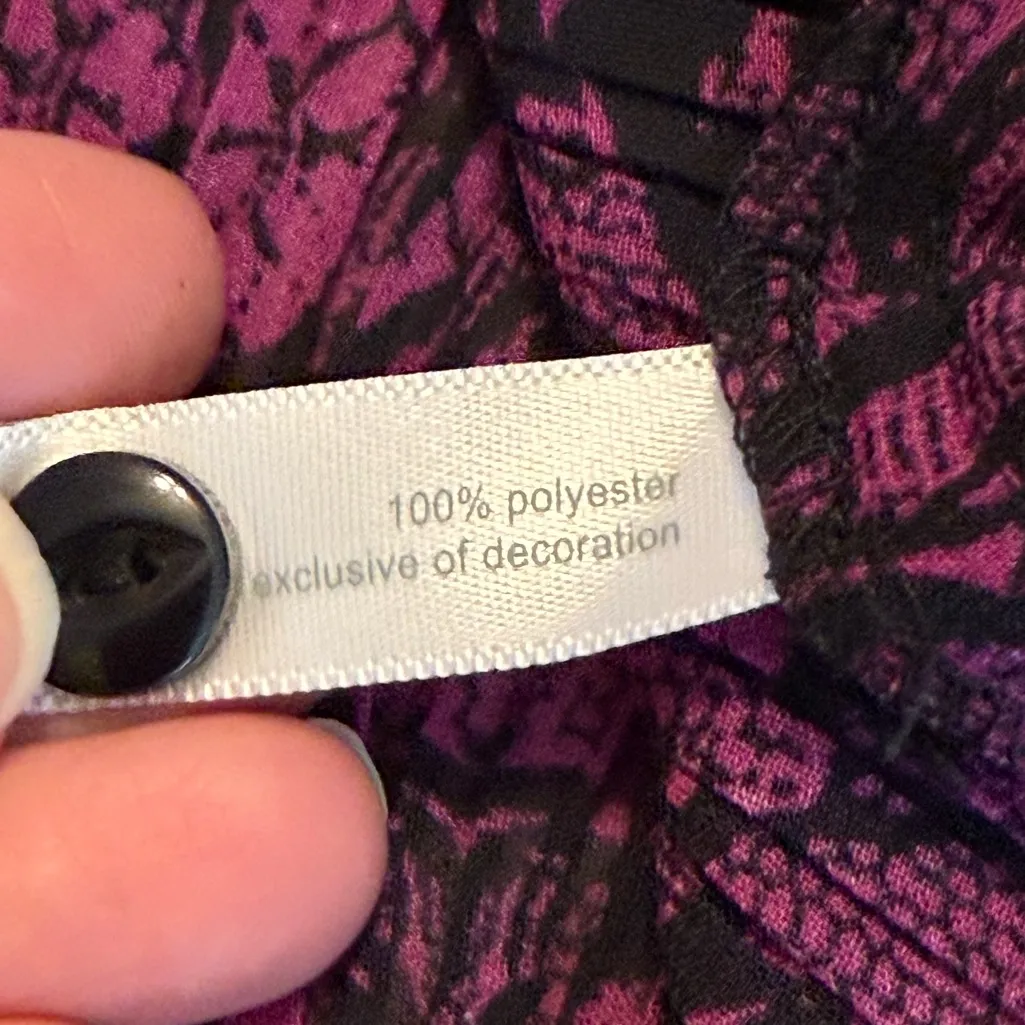 100% polyester
exclusive of decoration